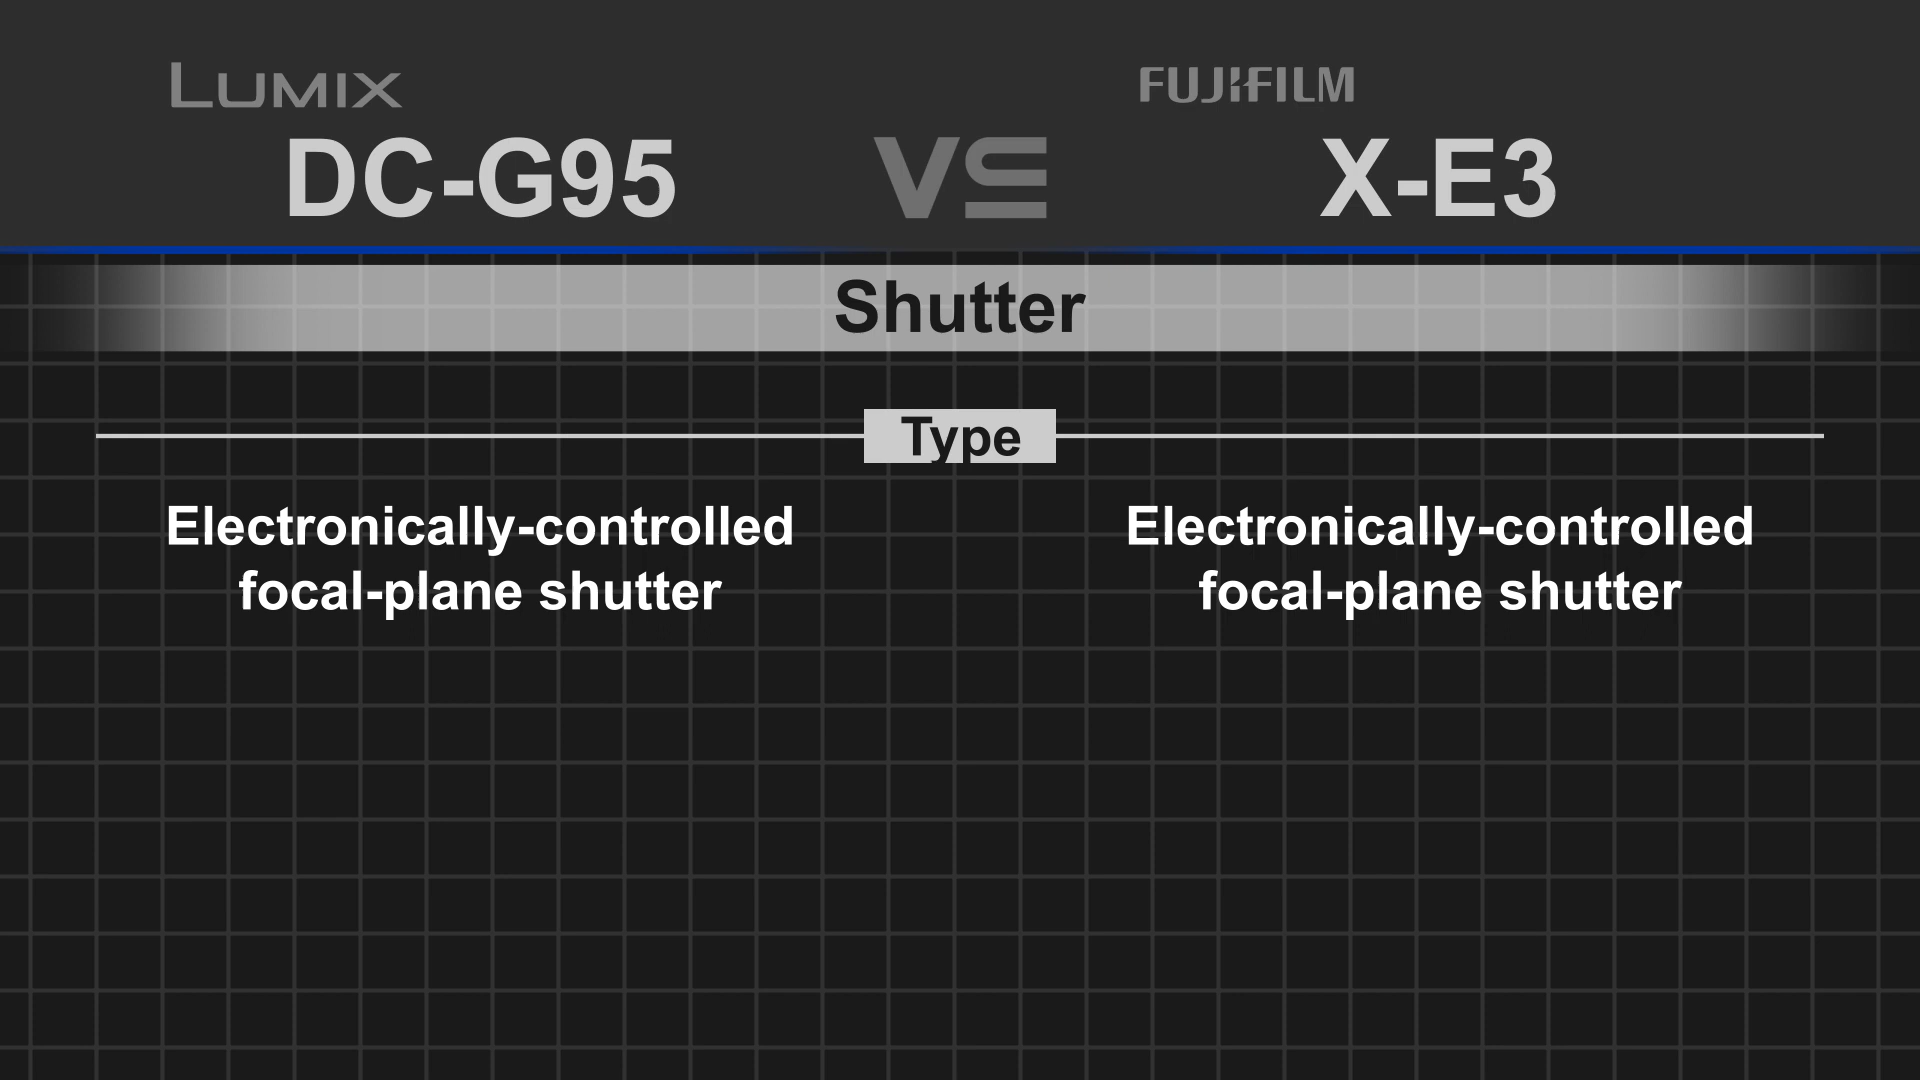 LUMIX
DC-G95
VS
FUJIFILM
X-E3
Shutter
Type
Electronically-controlled
focal-plane shutter
Electronically-controlled
focal-plane shutter